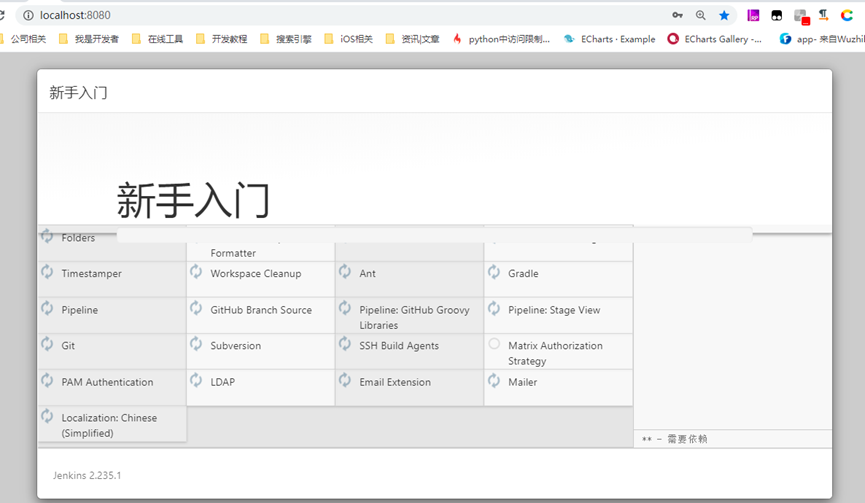 localhost:8080
公司相关 我是开发者 在线工具 开发教程 搜索引擎 iOS相关 资讯|文章 python中访问限制... ECharts · Example ECharts Gallery -... app- 来自Wuzhi
新手入门
新手入门
Folders
Formatter
Timestamper Workspace Cleanup Ant Gradle
Pipeline GitHub Branch Source Pipeline: GitHub Groovy Pipeline: Stage View
Libraries
Git Subversion SSH Build Agents Matrix Authorization
Strategy
PAM Authentication LDAP Email Extension Mailer
Localization: Chinese
(Simplified)
** - 需要依赖
Jenkins 2.235.1